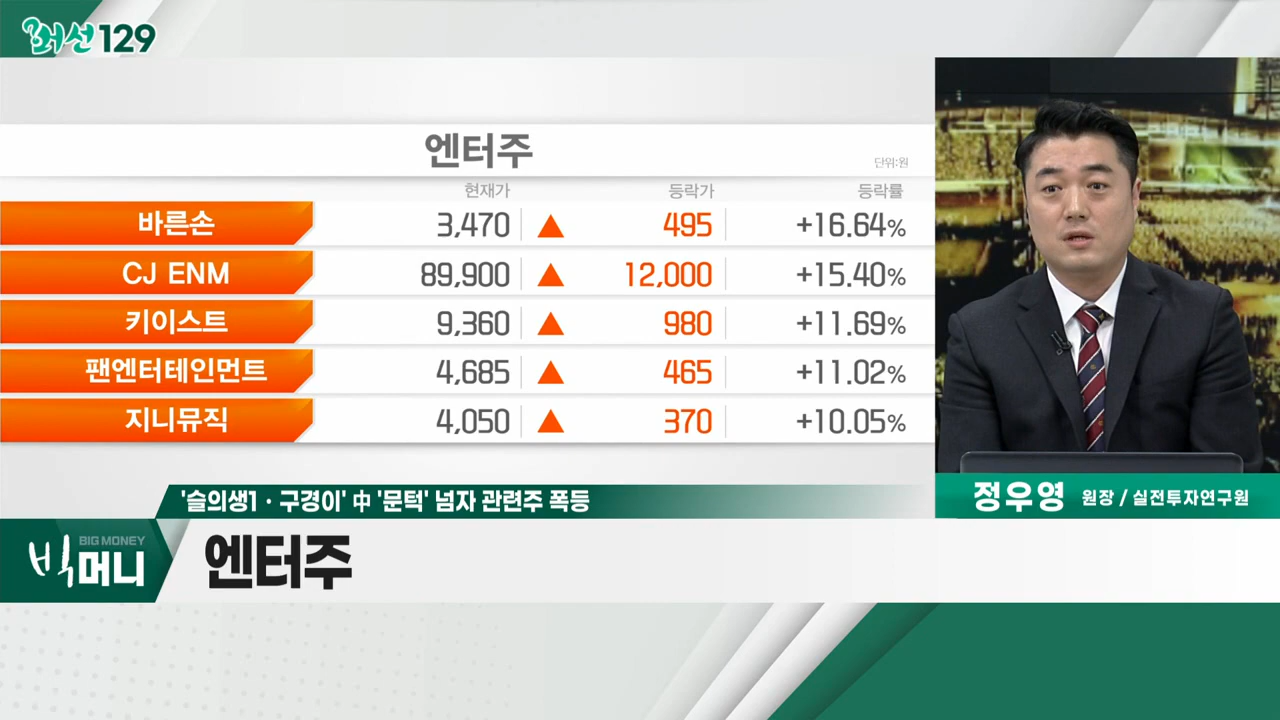 머선129
엔터주
단위:원
현재가 등락가 등락률
바른손 3,470 ▲ 495 +16.64%
CJ ENM 89,900 ▲ 12,000 +15.40%
키이스트 9,360 ▲ 980 +11.69%
팬엔터테인먼트 4,685 ▲ 465 +11.02%
지니뮤직 4,050 ▲ 370 +10.05%
정우영 원장 / 실전투자연구원
'슬의생1 · 구경이' 中 '문턱' 넘자 관련주 폭등
BIG MONEY
빅머니
엔터주